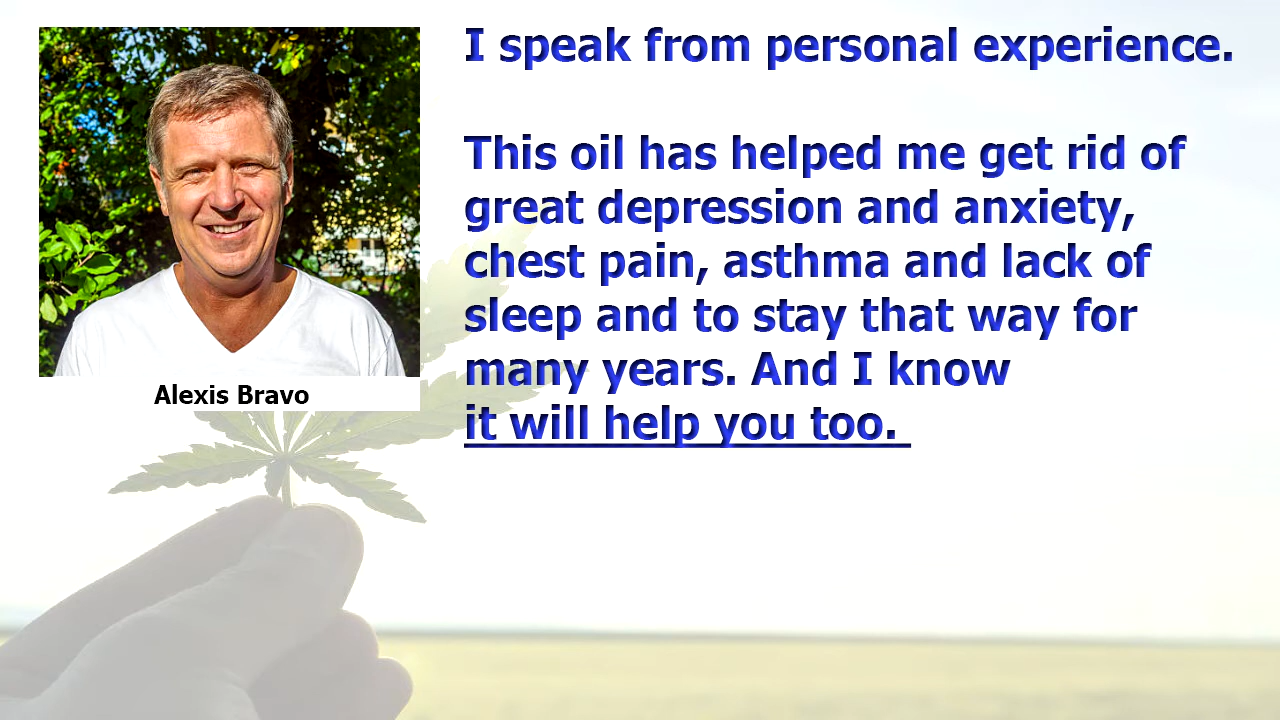 I speak from personal experience.
This oil has helped me get rid of
great depression and anxiety,
chest pain, asthma and lack of
sleep and to stay that way for
many years. And I know
it will help you too.
Alexis Bravo